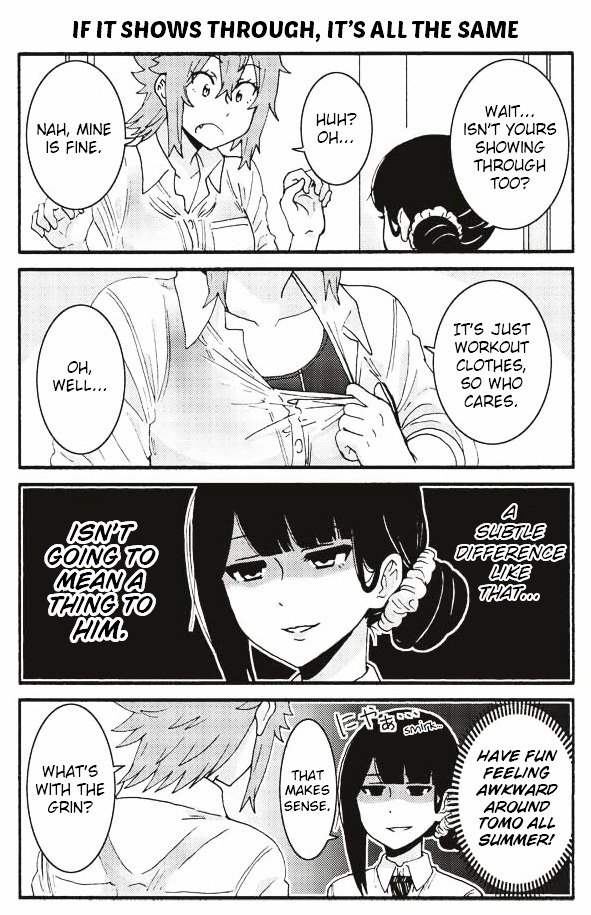 IF IT SHOWS THROUGH, IT'S ALL THE SAME
WAIT...
ISN'T YOURS
SHOWING
THROUGH
TOO?
HUH?
OH...
NAH, MINE
IS FINE.
IT'S JUST
WORKOUT
CLOTHES,
SO WHO
CARES.
OH,
WELL...
A
SUBTLE
DIFFERENCE
LIKE
THAT...
ISN'T
GOING TO
MEAN A
THING TO
HIM.
HAVE FUN
FEELING
AWKWARD
AROUND
TOMO ALL
SUMMER!
にやぁ…
smirk...
THAT
MAKES
SENSE.
WHAT'S
WITH THE
GRIN?